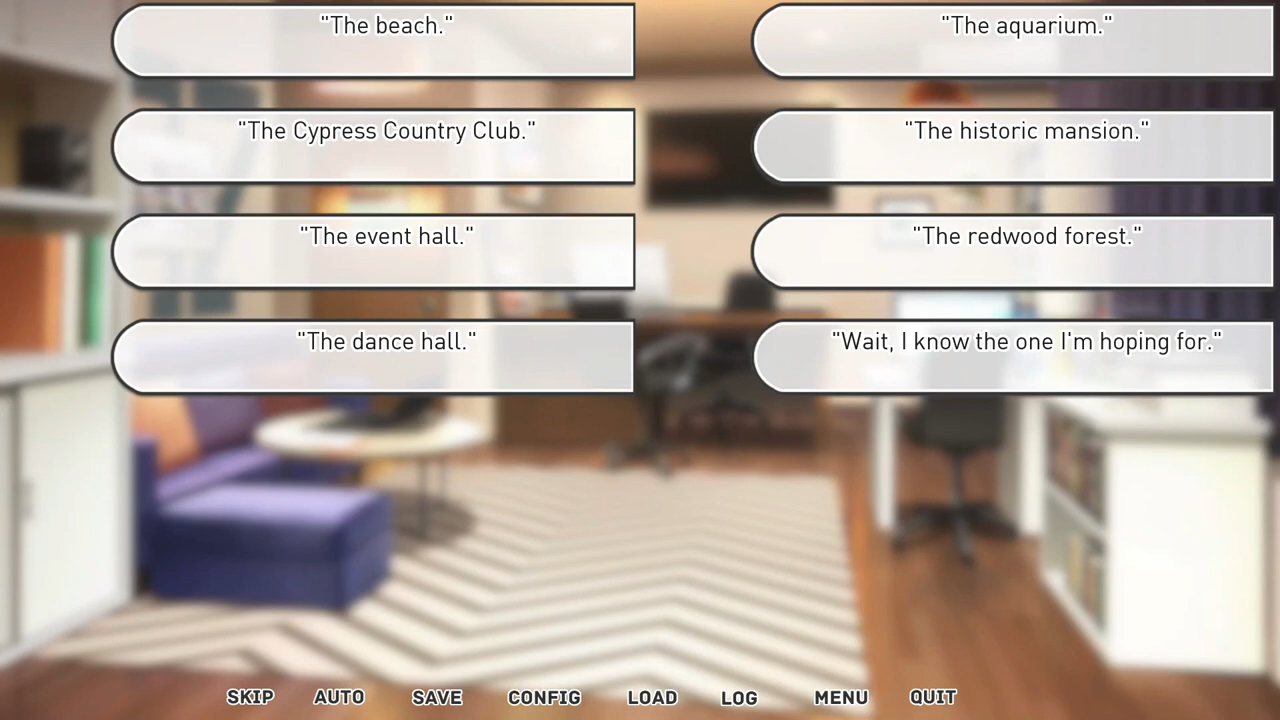 "The beach."
"The aquarium."
"The Cypress Country Club."
"The historic mansion."
"The event hall."
"The redwood forest."
"The dance hall."
"Wait, I know the one I'm hoping for."
SKIP AUTO SAVE CONFIG LOAD LOG MENU QUIT